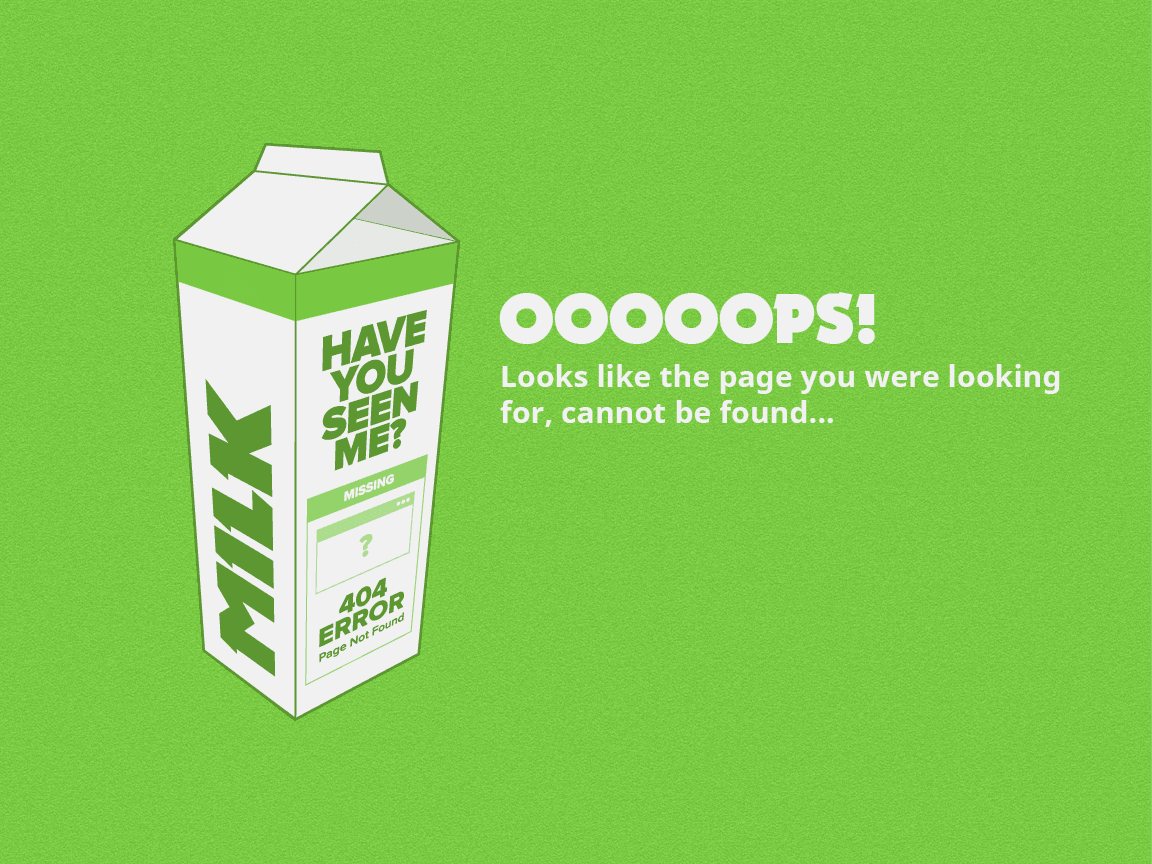 MILK
HAVE
YOU
SEEN
ME?
MISSING
?
404
ERROR
Page Not Found
OOOOOPS!
Looks like the page you were looking
for, cannot be found...